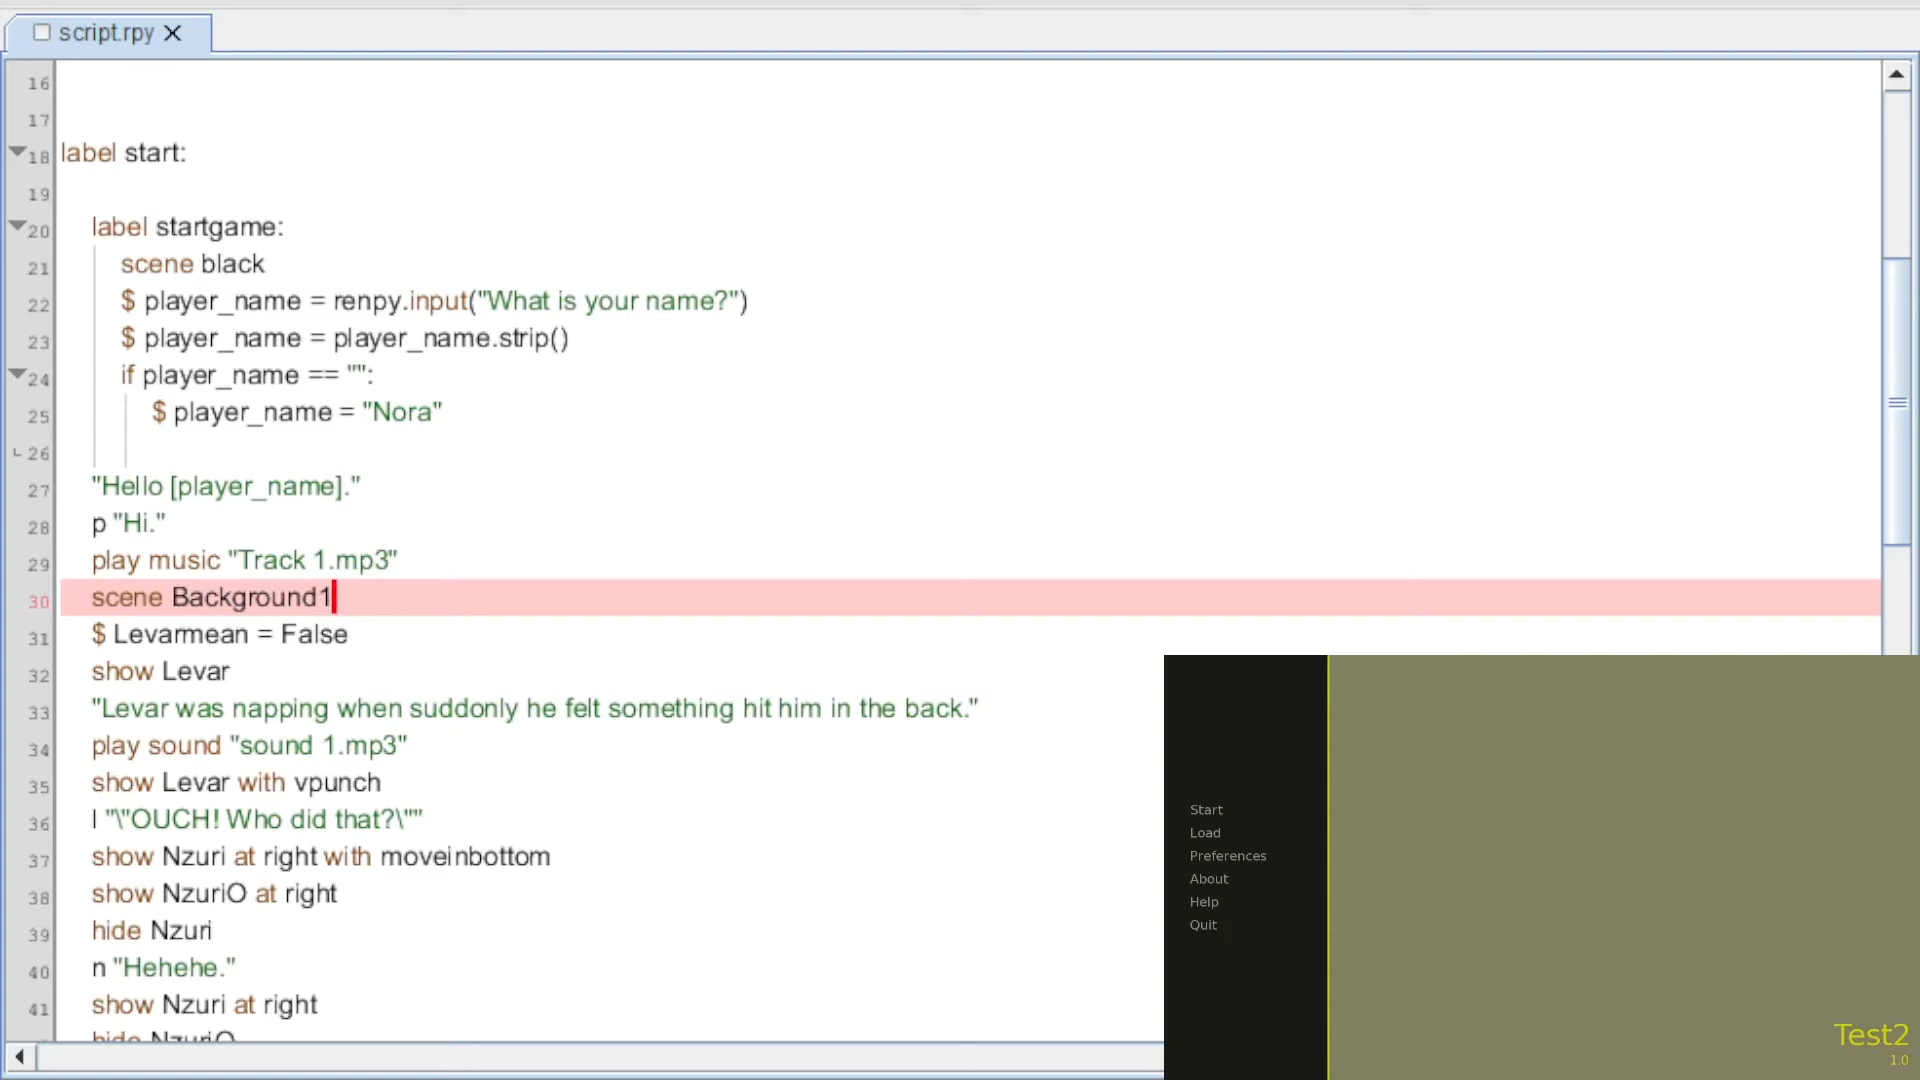 script.rpy
16
17
18 label start:
19
20 label startgame:
21 scene black
22 $ player_name = renpy.input("What is your name?")
23 $ player_name = player_name.strip()
24 if player_name == "":
25 $ player_name = "Nora"
26
27 "Hello [player_name]."
28 p "Hi."
29 play music "Track 1.mp3"
30 scene Background1
31 $ Levarmean = False
32 show Levar
33 "Levar was napping when suddonly he felt something hit him in the back."
34 play sound "sound 1.mp3"
35 show Levar with vpunch
36 l "\"OUCH! Who did that?\""
37 show Nzuri at right with moveinbottom
38 show NzuriO at right
39 hide Nzuri
40 n "Hehehe."
41 show Nzuri at right
hide NzuriO
Start
Load
Preferences
About
Help
Quit
Test2
1.0